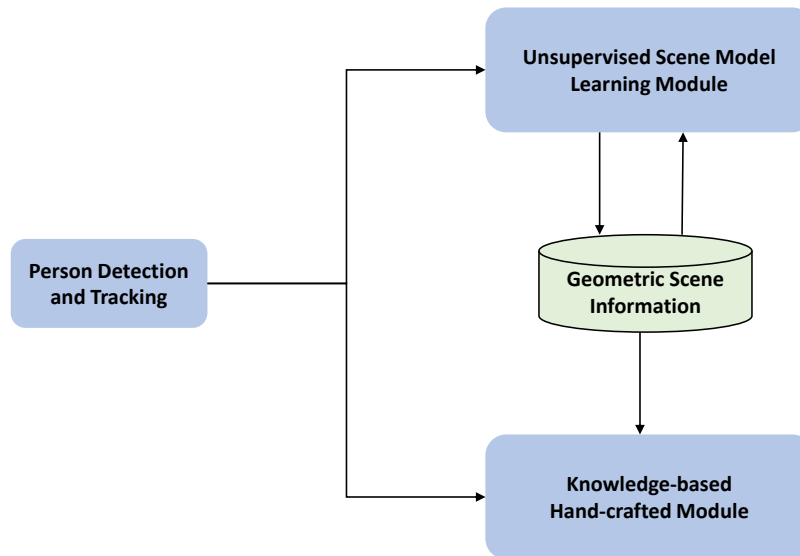 Unsupervised Scene Model
Learning Module
Person Detection
and Tracking
Geometric Scene
Information
Knowledge-based
Hand-crafted Module